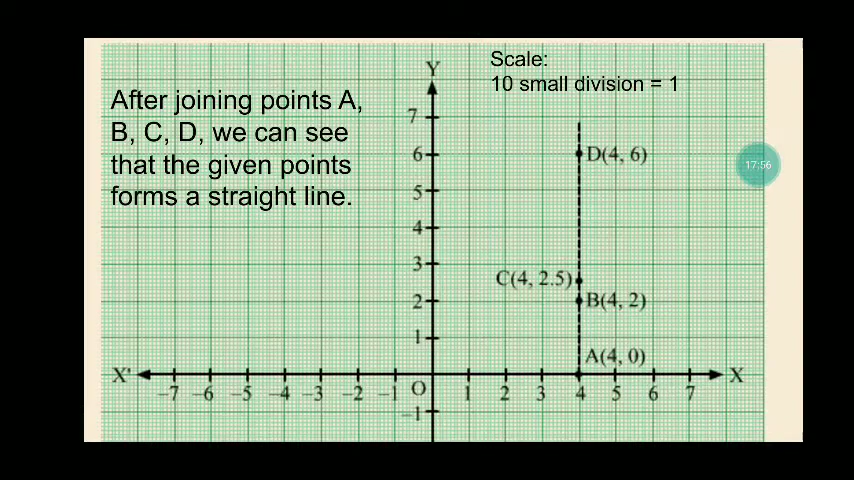 Scale:
10 small division = 1
After joining points A,
B, C, D, we can see
that the given points
forms a straight line.
Y
7
6
5
4
3
2
1
D(4, 6)
C(4, 2.5)
B(4, 2)
A(4, 0)
X'
X
–7 –6 –5 –4 –3 –2 –1 O 1 2 3 4 5 6 7
–1
17:56